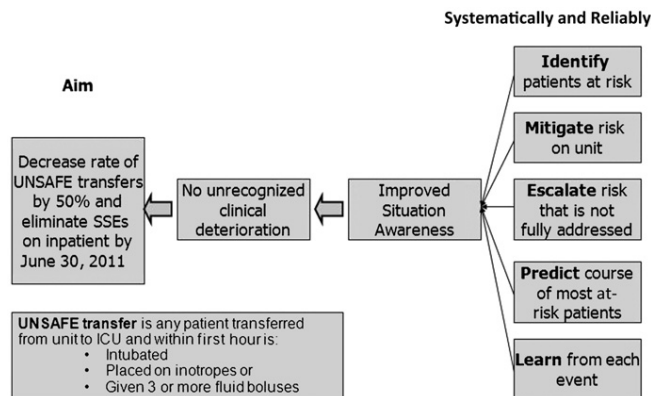 Systematically and Reliably
Aim
Decrease rate of
UNSAFE transfers
by 50% and
eliminate SSEs
on inpatient by
June 30, 2011
No unrecognized
clinical
deterioration
Improved
Situation
Awareness
Identify
patients at risk
Mitigate risk
on unit
Escalate risk
that is not
fully addressed
Predict course
of most at-
risk patients
Learn from each
event
UNSAFE transfer is any patient transferred
from unit to ICU and within first hour is:
• Intubated
• Placed on inotropes or
• Given 3 or more fluid boluses